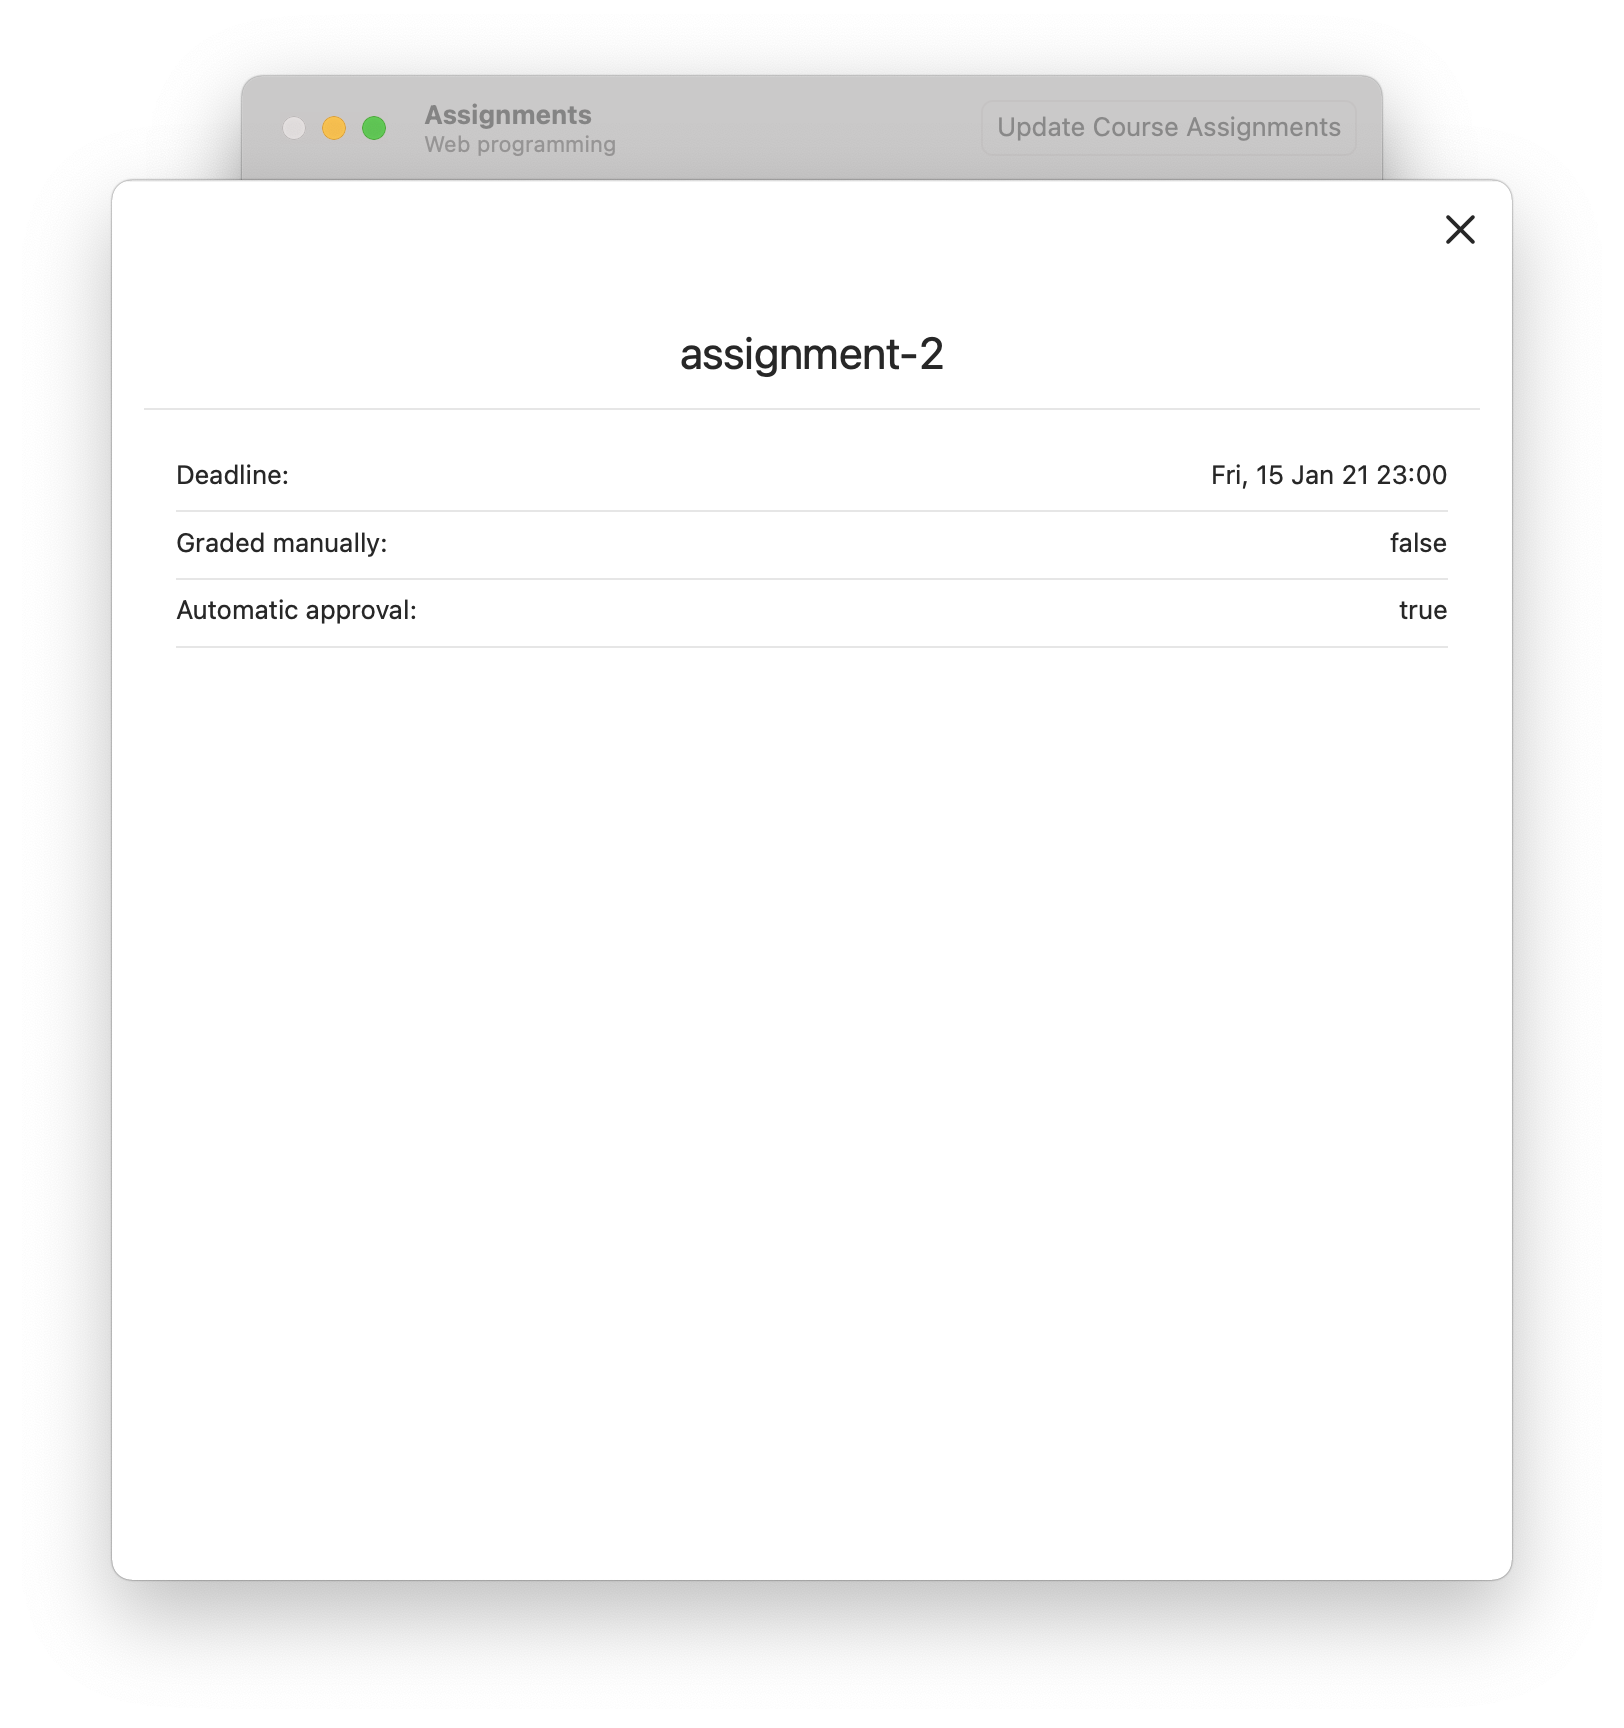 Assignments
Web programming
Update Course Assignments
assignment-2
Deadline: Fri, 15 Jan 21 23:00
Graded manually: false
Automatic approval: true